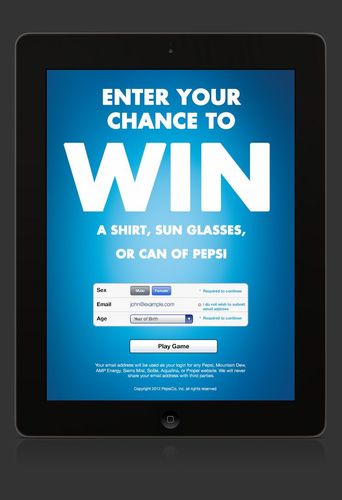 ENTER YOUR
CHANCE TO
WIN
A SHIRT, SUN GLASSES,
OR CAN OF PEPSI
Sex Male Female * Required to continue
Email john@example.com I do not wish to submit
email address
Age Year of Birth * Required to continue
Play Game
Your email address will be used as your login for any Pepsi, Mountain Dew,
AMP Energy, Sierra Mist, SoBe, Aquafina, or Propel website. We will never
share your email address with third parties.
Copyright 2012 PepsiCo, Inc. all rights reserved